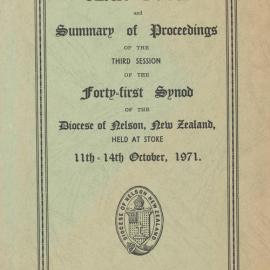 and
Summary of Proceedings
OF THE
THIRD SESSION
OF THE
Forty-first Synod
OF THE
Diocese of Nelson, New Zealand,
HELD AT STOKE
11th - 14th October, 1971.
DIOCESE OF NELSON NEW ZEALAND